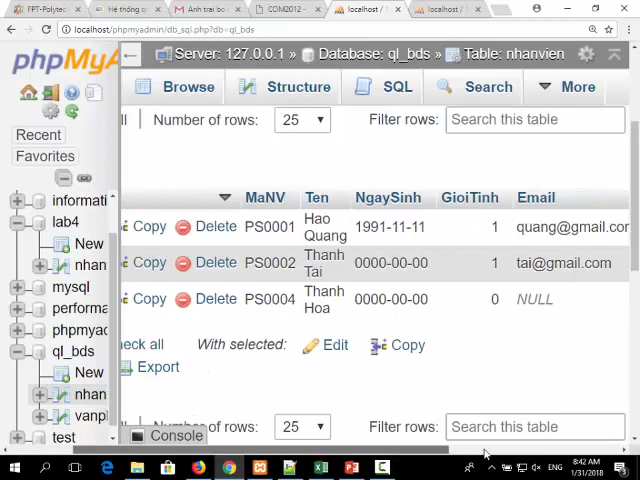 FPT-Polytec
Hệ thống q
Anh trai bo
COM2012 -
localhost / 
localhost / 
localhost/phpmyadmin/db_sql.php?db=ql_bds
phpMyA
Server: 127.0.0.1 » Database: ql_bds » Table: nhanvien
Browse Structure SQL Search More
Recent
Favorites
informati
lab4
New
nhan
mysql
performa
phpmyad
ql_bds
New
nhan
vanpl
test
all Number of rows: 25 Filter rows: Search this table
MaNV Ten NgaySinh GioiTinh Email
Copy Delete PS0001 Hao Quang 1991-11-11 1 quang@gmail.cor
Copy Delete PS0002 Thanh Tai 0000-00-00 1 tai@gmail.com
Copy Delete PS0004 Thanh Hoa 0000-00-00 0 NULL
heck all With selected: Edit Copy
Export
Number of rows: 25 Filter rows: Search this table
Console
ENG
8:42 AM
1/31/2018